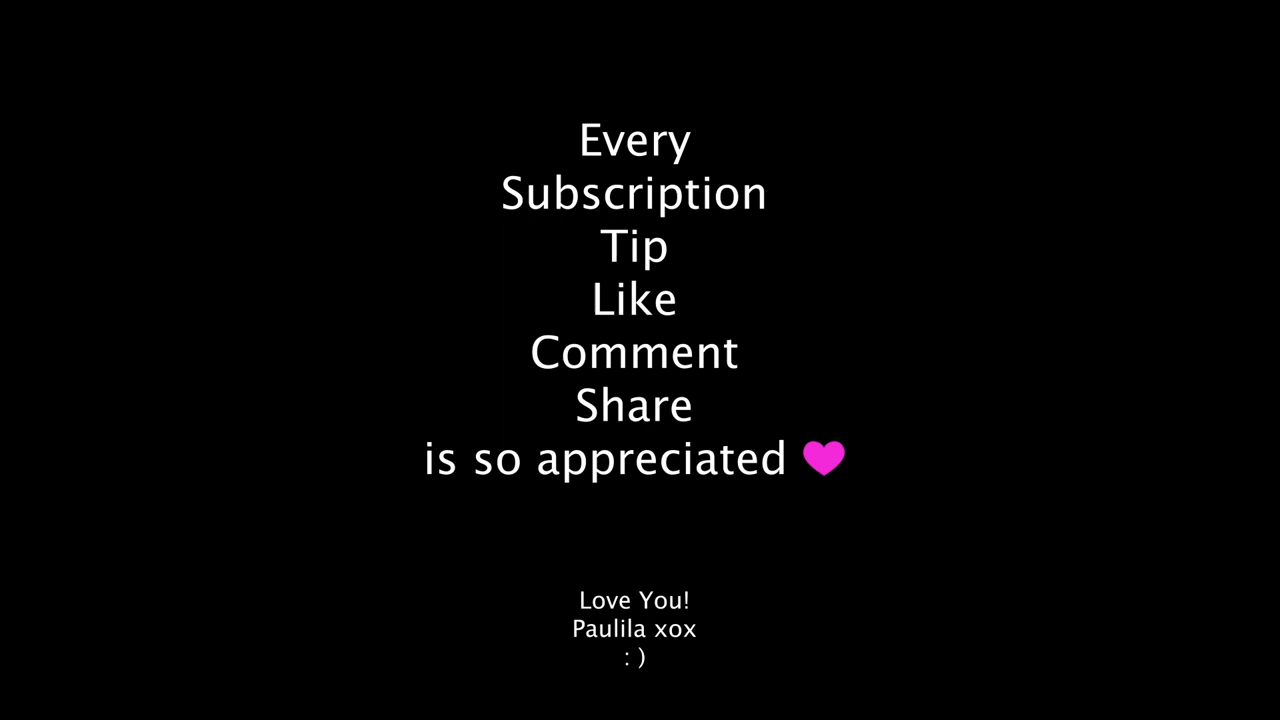 Every
Subscription
Tip
Like
Comment
Share
is so appreciated 💗
Love You!
Paulila xox
: )